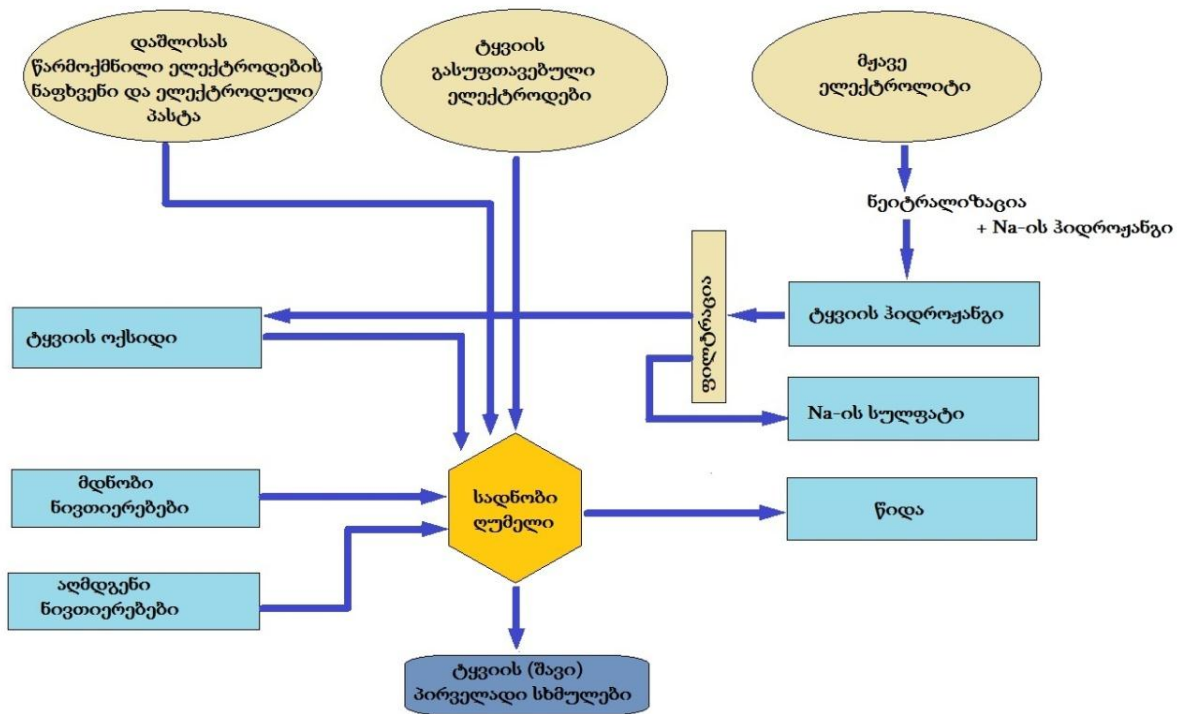 დაშლისას
წარმოქმნილი ელექტროდების
ნაფხვენი და ელექტროდული
პასტა
ტყვიის
გასუფთავებული
ელექტროდები
მჟავე
ელექტროლიტი
ნეიტრალიზაცია
+ Na-ის ჰიდროჟანგი
ფილტრაცია
ტყვიის ოქსიდი
ტყვიის ჰიდროჟანგი
Na-ის სულფატი
მდნობი
ნივთიერებები
სადნობი
ღუმელი
წიდა
აღმდგენი
ნივთიერებები
ტყვიის (შავი)
პირველადი სხმულები